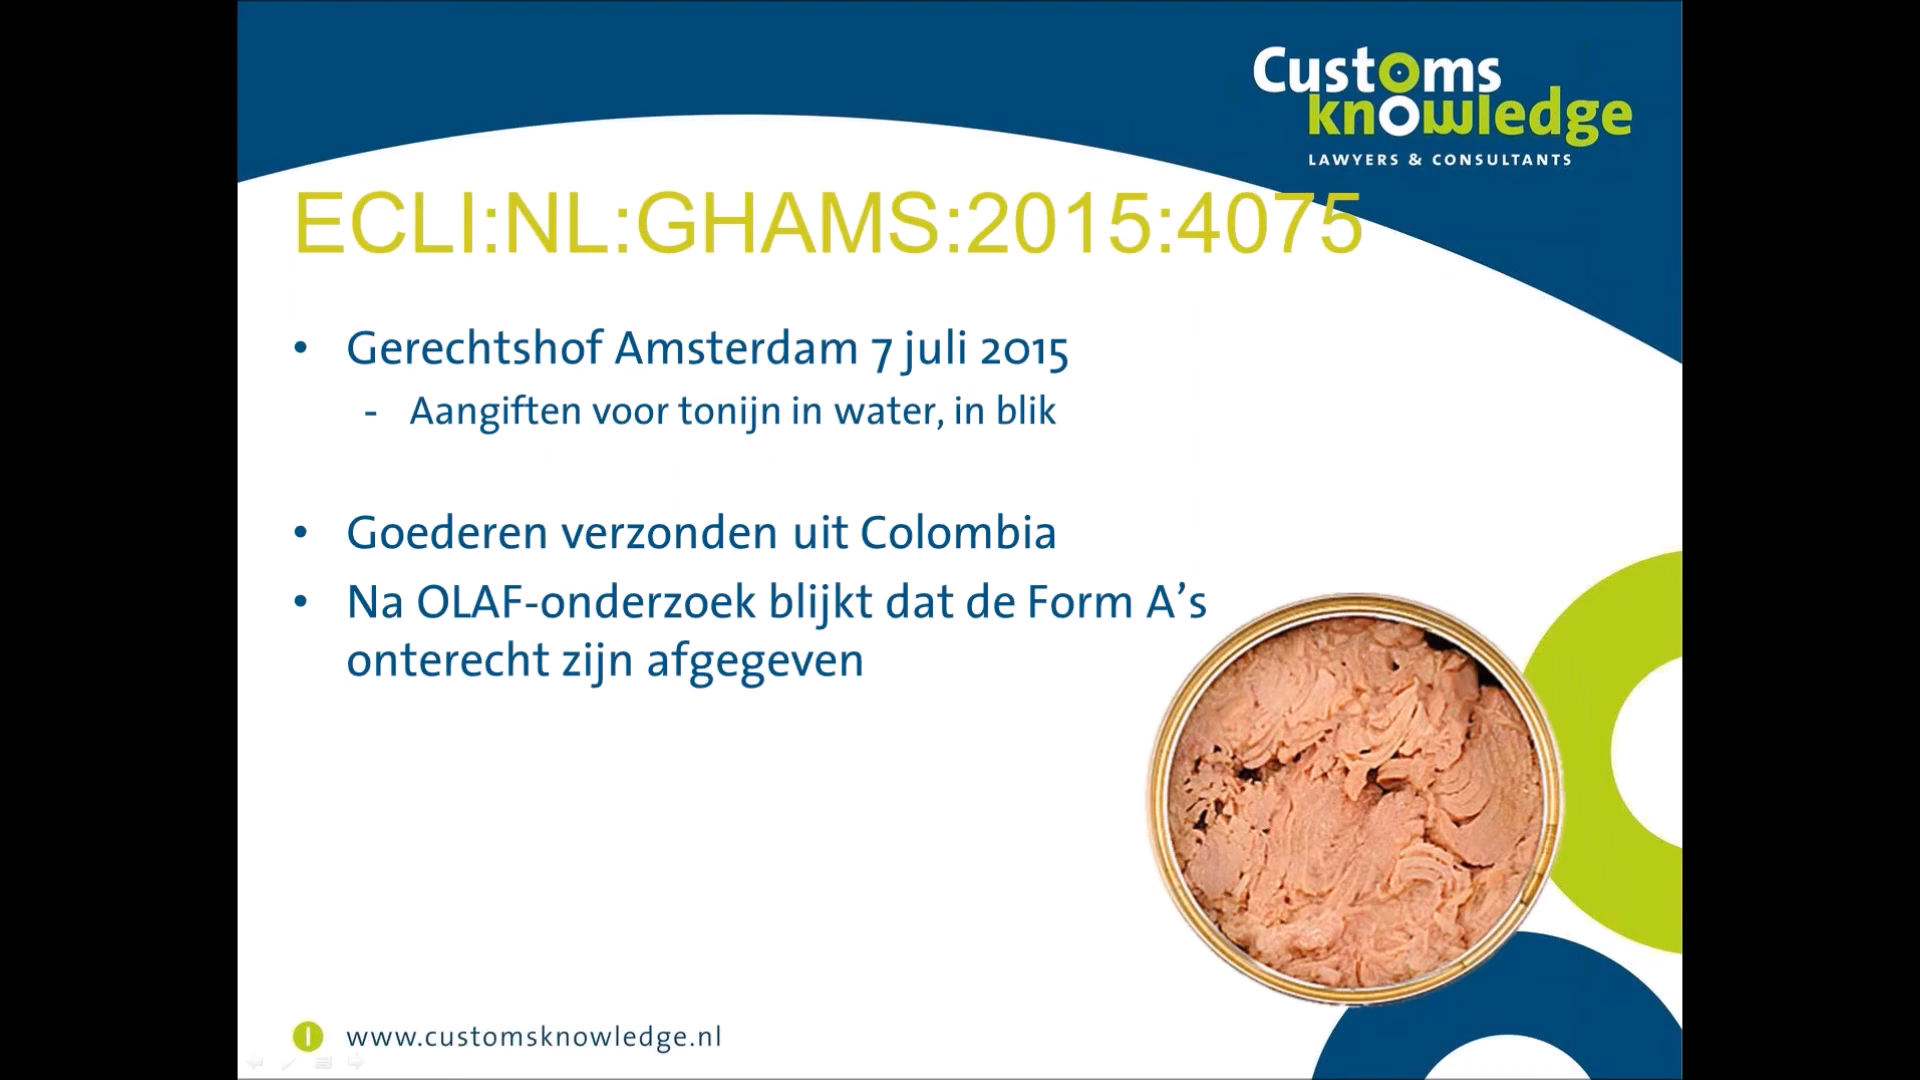 Customs
knowledge
LAWYERS & CONSULTANTS
ECLI:NL:GHAMS:2015:4075
• Gerechtshof Amsterdam 7 juli 2015
- Aangiften voor tonijn in water, in blik
• Goederen verzonden uit Colombia
• Na OLAF-onderzoek blijkt dat de Form A’s
onterecht zijn afgegeven
www.customsknowledge.nl